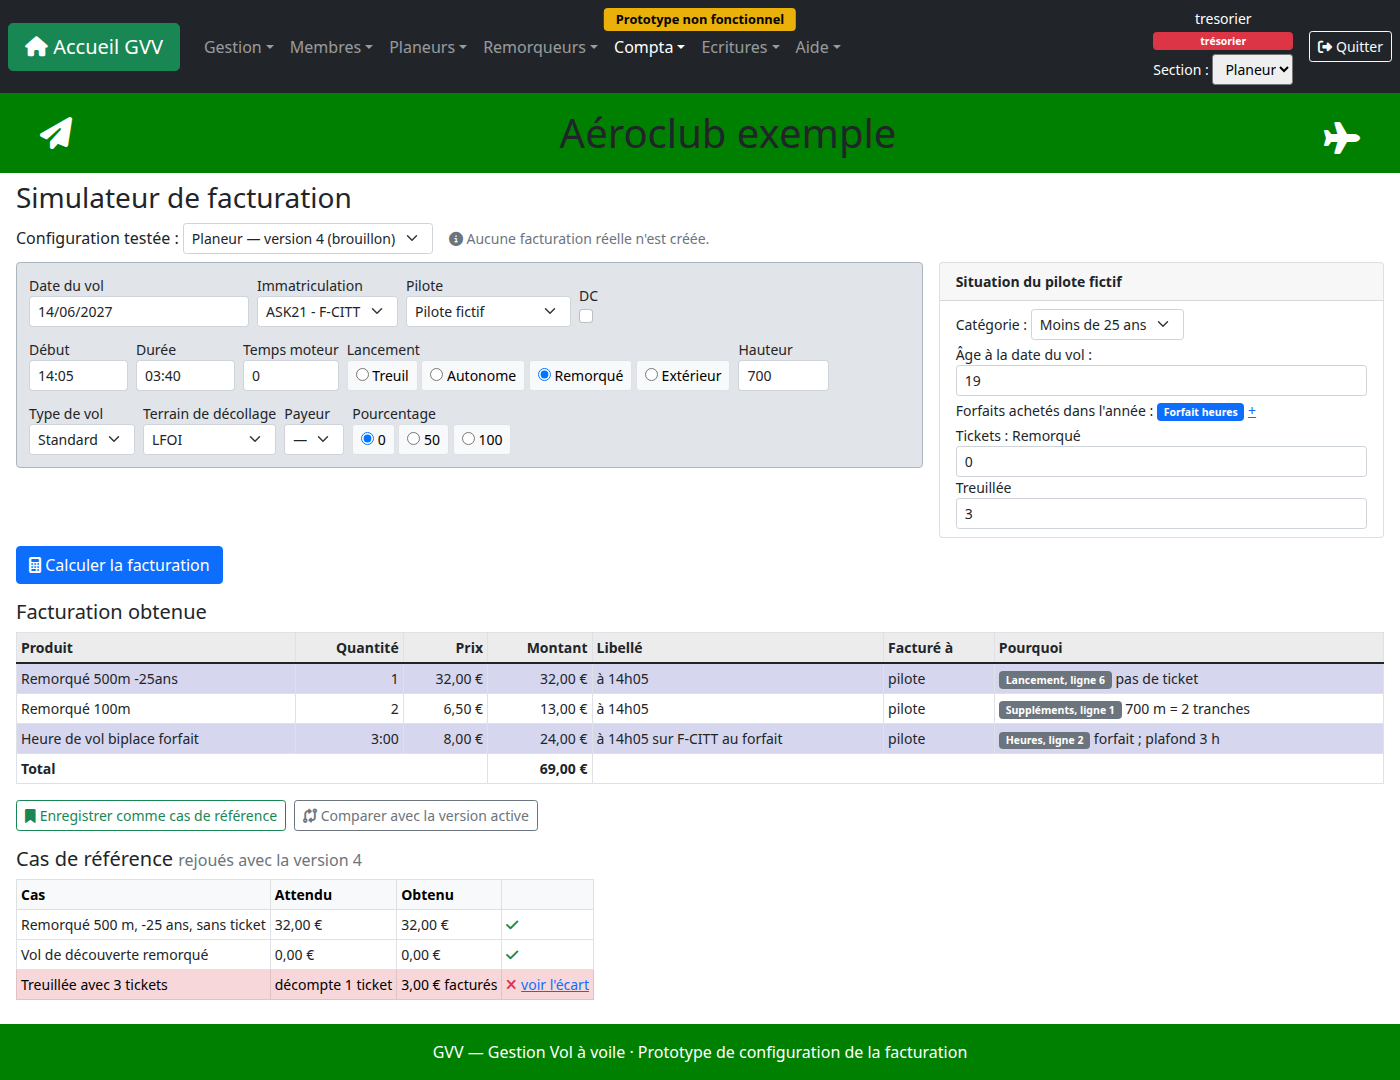 Prototype non fonctionnel
Accueil GVV
Gestion Membres Planeurs Remorqueurs Compta Ecritures Aide
tresorier
trésorier
Section : Planeur
Quitter
Aéroclub exemple
Simulateur de facturation
Configuration testée : Planeur — version 4 (brouillon) Aucune facturation réelle n'est créée.
Date du vol Immatriculation Pilote DC
14/06/2027 ASK21 - F-CITT Pilote fictif
Début Durée Temps moteur Lancement Hauteur
14:05 03:40 0 Treuil Autonome Remorqué Extérieur 700
Type de vol Terrain de décollage Payeur Pourcentage
Standard LFOI — 0 50 100
Situation du pilote fictif
Catégorie : Moins de 25 ans
Âge à la date du vol :
19
Forfaits achetés dans l'année : Forfait heures +
Tickets : Remorqué
0
Treuillée
3
Calculer la facturation
Facturation obtenue
Produit Quantité Prix Montant Libellé Facturé à Pourquoi
Remorqué 500m -25ans 1 32,00 € 32,00 € à 14h05 pilote Lancement, ligne 6 pas de ticket
Remorqué 100m 2 6,50 € 13,00 € à 14h05 pilote Suppléments, ligne 1 700 m = 2 tranches
Heure de vol biplace forfait 3:00 8,00 € 24,00 € à 14h05 sur F-CITT au forfait pilote Heures, ligne 2 forfait ; plafond 3 h
Total 69,00 €
Enregistrer comme cas de référence Comparer avec la version active
Cas de référence rejoués avec la version 4
Cas Attendu Obtenu
Remorqué 500 m, -25 ans, sans ticket 32,00 € 32,00 €
Vol de découverte remorqué 0,00 € 0,00 €
Treuillée avec 3 tickets décompte 1 ticket 3,00 € facturés voir l'écart
GVV — Gestion Vol à voile · Prototype de configuration de la facturation